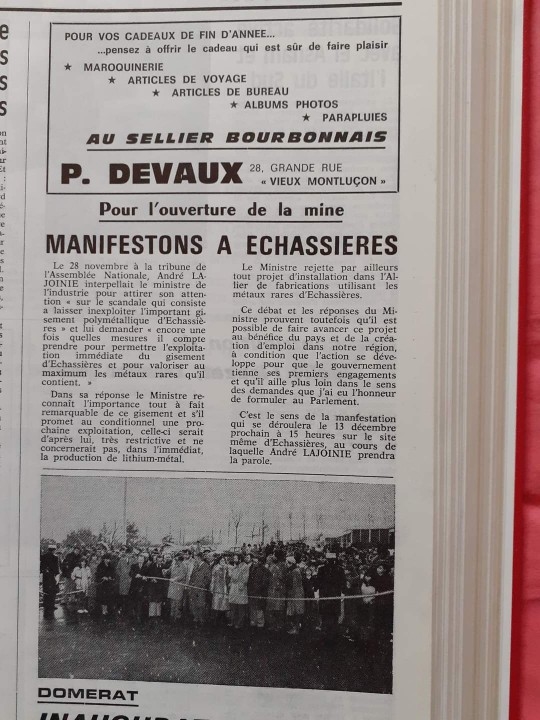 POUR VOS CADEAUX DE FIN D'ANNEE...
...pensez à offrir le cadeau qui est sûr de faire plaisir
★ MAROQUINERIE
★ ARTICLES DE VOYAGE
★ ARTICLES DE BUREAU
★ ALBUMS PHOTOS
★ PARAPLUIES
AU SELLIER BOURBONNAIS
P. DEVAUX 28, GRANDE RUE
« VIEUX MONTLUÇON »
Pour l'ouverture de la mine
MANIFESTONS A ECHASSIERES
Le 28 novembre à la tribune de
l'Assemblée Nationale, André LA-
JOINIE interpellait le ministre de
l'industrie pour attirer son atten-
tion « sur le scandale qui consiste
a laisser inexploiter l'important gi-
sement polymétallique d'Echassiè-
res » et lui demander « encore une
fois quelles mesures il compte
prendre pour permettre l'exploita-
tion immédiate du gisement
d'Echassières et pour valoriser au
maximum les métaux rares qu'il
contient. »
Dans sa réponse le Ministre re-
connaît l'importance tout à fait
remarquable de ce gisement et s'il
promet au conditionnel une pro-
chaine exploitation, celle-ci serait
d'après lui, très restrictive et ne
concernerait pas, dans l'immédiat,
la production de lithium-métal.
Le Ministre rejette par ailleurs
tout projet d'installation dans l'Al-
lier de fabrications utilisant les
métaux rares d'Echassières.
Ce débat et les réponses du Mi-
nistre prouvent toutefois qu'il est
possible de faire avancer ce projet
au bénéfice du pays et de la créa-
tion d'emploi dans notre région,
à condition que l'action se déve-
loppe pour que le gouvernement
tienne ses premiers engagements
et qu'il aille plus loin dans le sens
des demandes que j'ai eu l'honneur
de formuler au Parlement.
C'est le sens de la manfestation
qui se déroulera le 13 décembre
prochain à 15 heures sur le site
même d'Echassières, au cours de
laquelle André LAJOINIE prendra
la parole.
DOMERAT